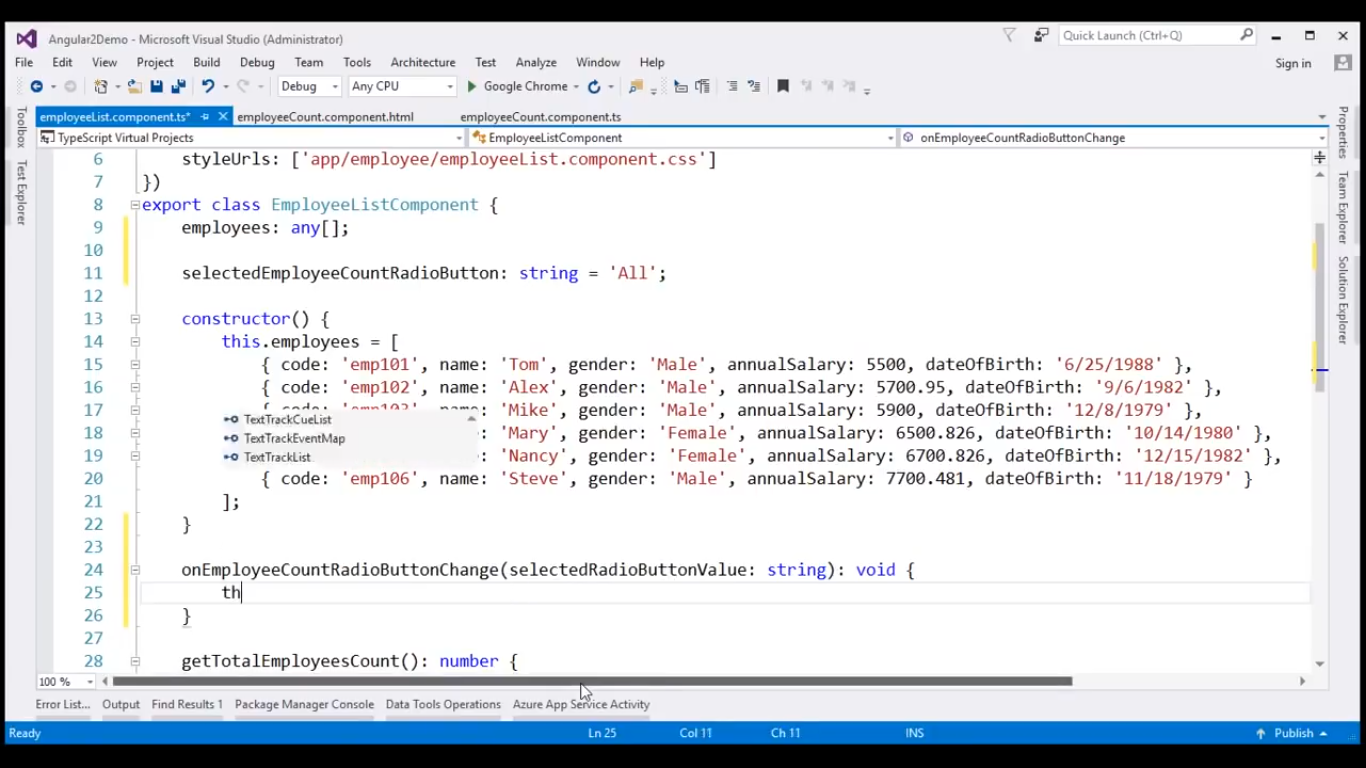 Angular2Demo - Microsoft Visual Studio (Administrator)
Quick Launch (Ctrl+Q)
File Edit View Project Build Debug Team Tools Architecture Test Analyze Window Help
Sign in
Debug Any CPU Google Chrome
employeeList.component.ts* employeeCount.component.html employeeCount.component.ts
TypeScript Virtual Projects EmployeeListComponent onEmployeeCountRadioButtonChange
Toolbox
Test Explorer
Properties
Team Explorer
Solution Explorer
6 styleUrls: ['app/employee/employeeList.component.css']
7 })
8 export class EmployeeListComponent {
9 employees: any[];
10
11 selectedEmployeeCountRadioButton: string = 'All';
12
13 constructor() {
14 this.employees = [
15 { code: 'emp101', name: 'Tom', gender: 'Male', annualSalary: 5500, dateOfBirth: '6/25/1988' },
16 { code: 'emp102', name: 'Alex', gender: 'Male', annualSalary: 5700.95, dateOfBirth: '9/6/1982' },
17 { code: 'emp103', name: 'Mike', gender: 'Male', annualSalary: 5900, dateOfBirth: '12/8/1979' },
TextTrackCueList
18 'Mary', gender: 'Female', annualSalary: 6500.826, dateOfBirth: '10/14/1980' },
TextTrackEventMap
19 'Nancy', gender: 'Female', annualSalary: 6700.826, dateOfBirth: '12/15/1982' },
TextTrackList
20 { code: 'emp106', name: 'Steve', gender: 'Male', annualSalary: 7700.481, dateOfBirth: '11/18/1979' }
21 ];
22 }
23
24 onEmployeeCountRadioButtonChange(selectedRadioButtonValue: string): void {
25 th
26 }
27
28 getTotalEmployeesCount(): number {
100 %
Error List... Output Find Results 1 Package Manager Console Data Tools Operations Azure App Service Activity
Ready Ln 25 Col 11 Ch 11 INS Publish